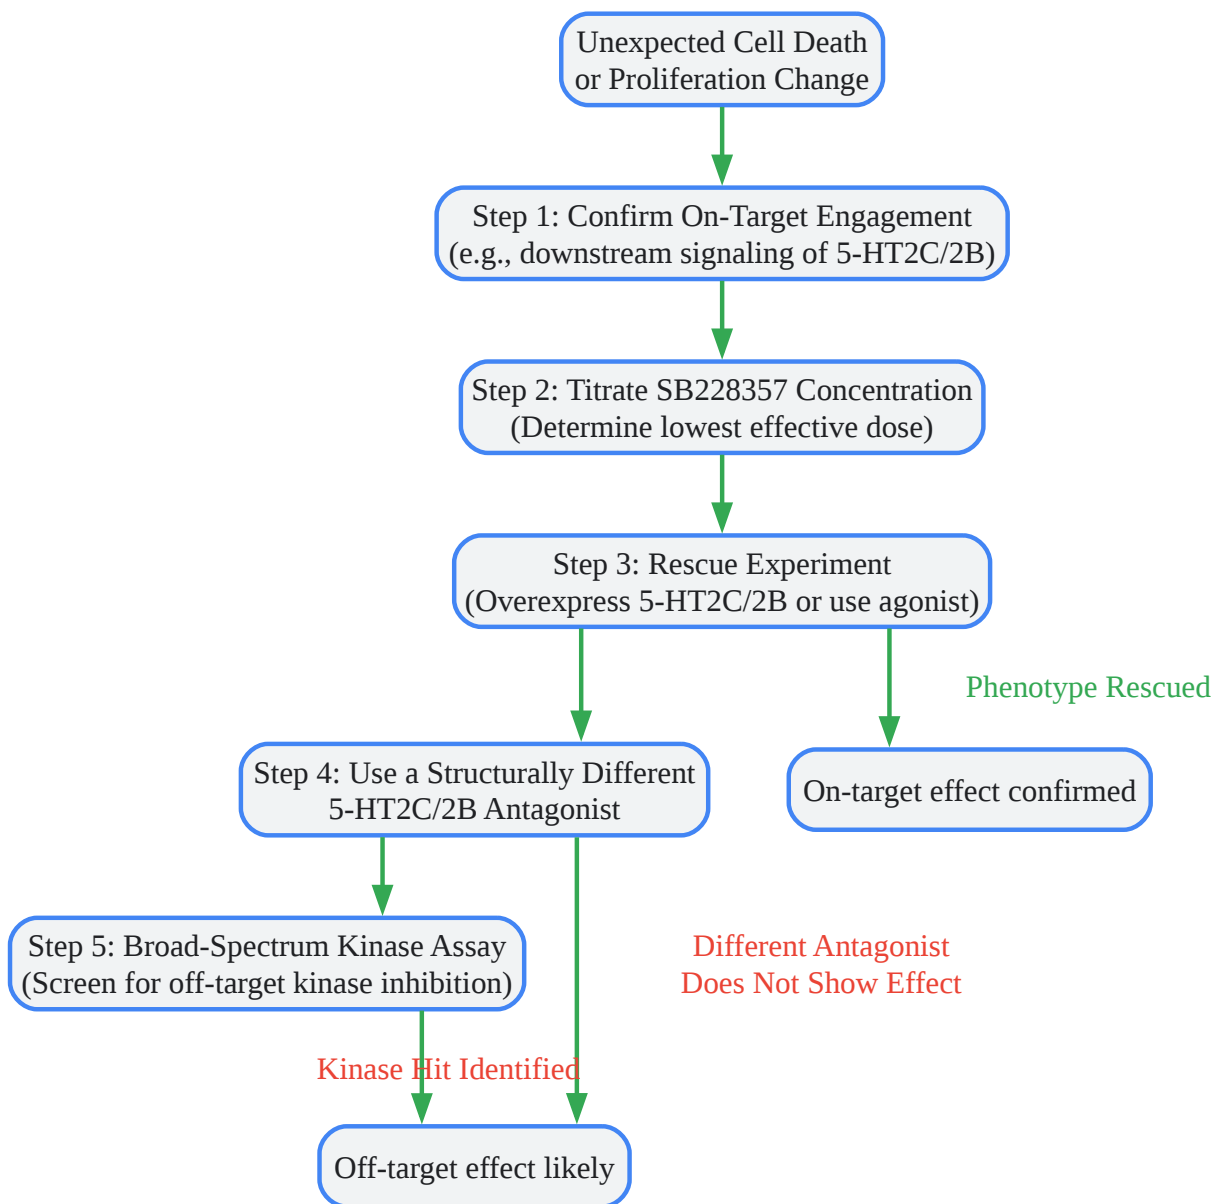 Unexpected Cell Death
or Proliferation Change
Step 1: Confirm On-Target Engagement
(e.g., downstream signaling of 5-HT2C/2B)
Step 2: Titrate SB228357 Concentration
(Determine lowest effective dose)
Step 3: Rescue Experiment
(Overexpress 5-HT2C/2B or use agonist)
Phenotype Rescued
Step 4: Use a Structurally Different
5-HT2C/2B Antagonist
On-target effect confirmed
Step 5: Broad-Spectrum Kinase Assay
(Screen for off-target kinase inhibition)
Different Antagonist
Does Not Show Effect
Kinase Hit Identified
Off-target effect likely